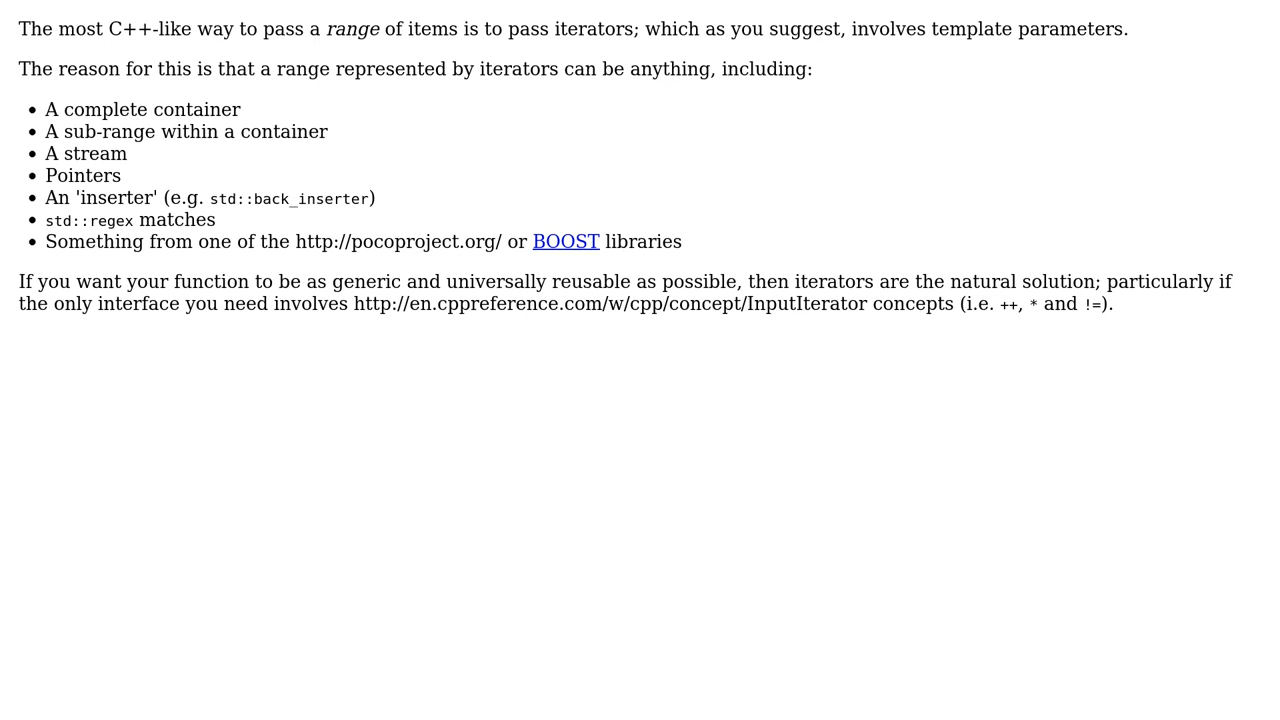 The most C++-like way to pass a range of items is to pass iterators; which as you suggest, involves template parameters.
The reason for this is that a range represented by iterators can be anything, including:
• A complete container
• A sub-range within a container
• A stream
• Pointers
• An 'inserter' (e.g. std::back_inserter)
• std::regex matches
• Something from one of the http://pocoproject.org/ or BOOST libraries
If you want your function to be as generic and universally reusable as possible, then iterators are the natural solution; particularly if
the only interface you need involves http://en.cppreference.com/w/cpp/concept/InputIterator concepts (i.e. ++, * and !=).